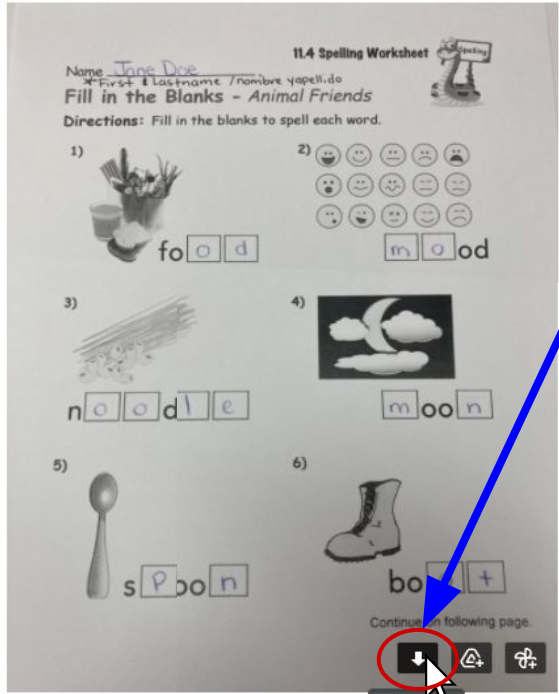 11.4 Spelling Worksheet
Spelling
Name Jane Doe
*First & lastname /nombre yapell.do
Fill in the Blanks - Animal Friends
Directions: Fill in the blanks to spell each word.
1) 2)
food mood
3) 4)
noodle moon
5) 6)
spoon bo t
Continue on following page.